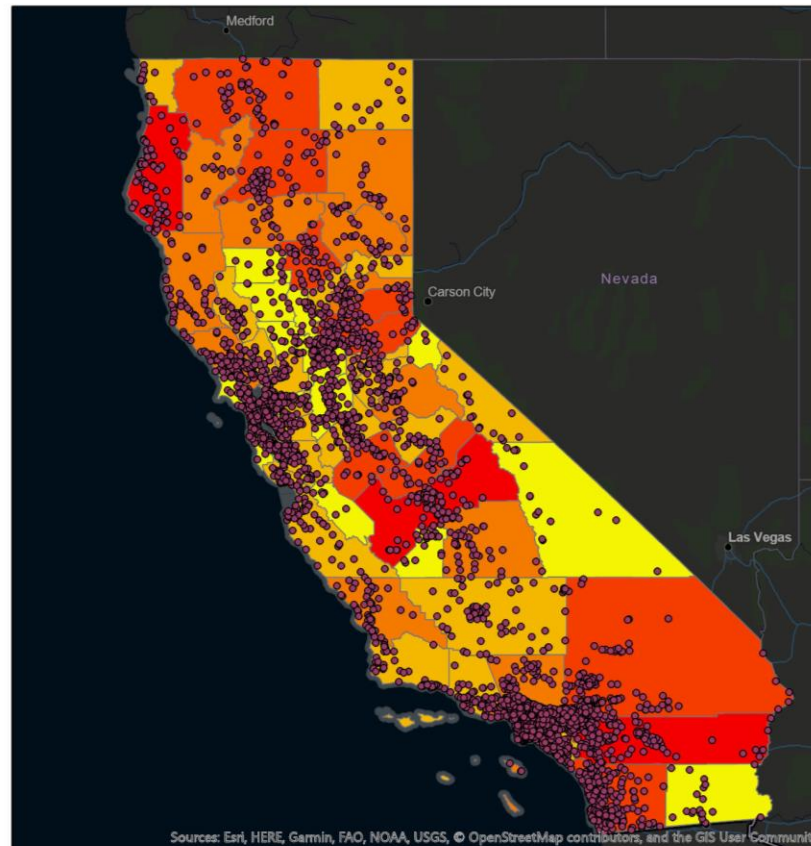 Medford
Nevada
Carson City
Las Vegas
Sources: Esri, HERE, Garmin, FAO, NOAA, USGS, © OpenStreetMap contributors, and the GIS User Communit